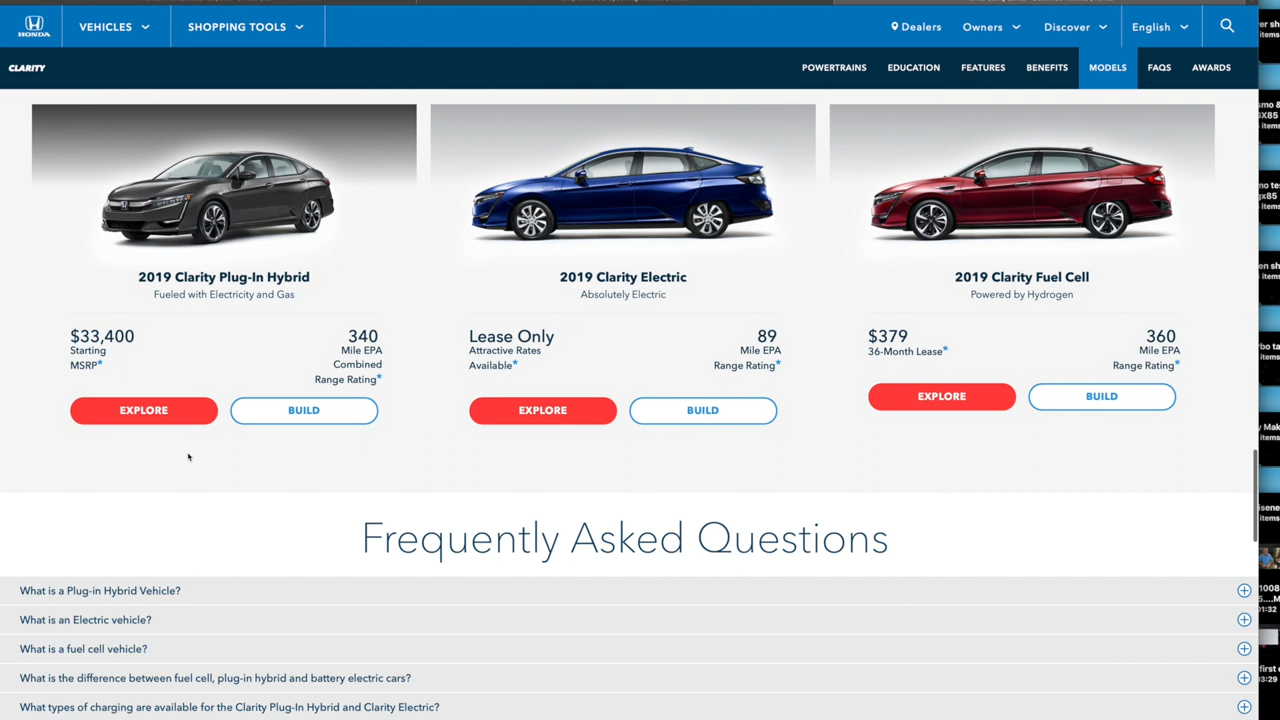 HONDA
VEHICLES
SHOPPING TOOLS
Dealers
Owners
Discover
English
CLARITY
POWERTRAINS
EDUCATION
FEATURES
BENEFITS
MODELS
FAQS
AWARDS
2019 Clarity Plug-In Hybrid
Fueled with Electricity and Gas
$33,400
Starting
MSRP*
340
Mile EPA
Combined
Range Rating*
EXPLORE
BUILD
2019 Clarity Electric
Absolutely Electric
Lease Only
Attractive Rates
Available*
89
Mile EPA
Range Rating*
EXPLORE
BUILD
2019 Clarity Fuel Cell
Powered by Hydrogen
$379
36-Month Lease*
360
Mile EPA
Range Rating*
EXPLORE
BUILD
Frequently Asked Questions
What is a Plug-in Hybrid Vehicle?
What is an Electric vehicle?
What is a fuel cell vehicle?
What is the difference between fuel cell, plug-in hybrid and battery electric cars?
What types of charging are available for the Clarity Plug-In Hybrid and Clarity Electric?